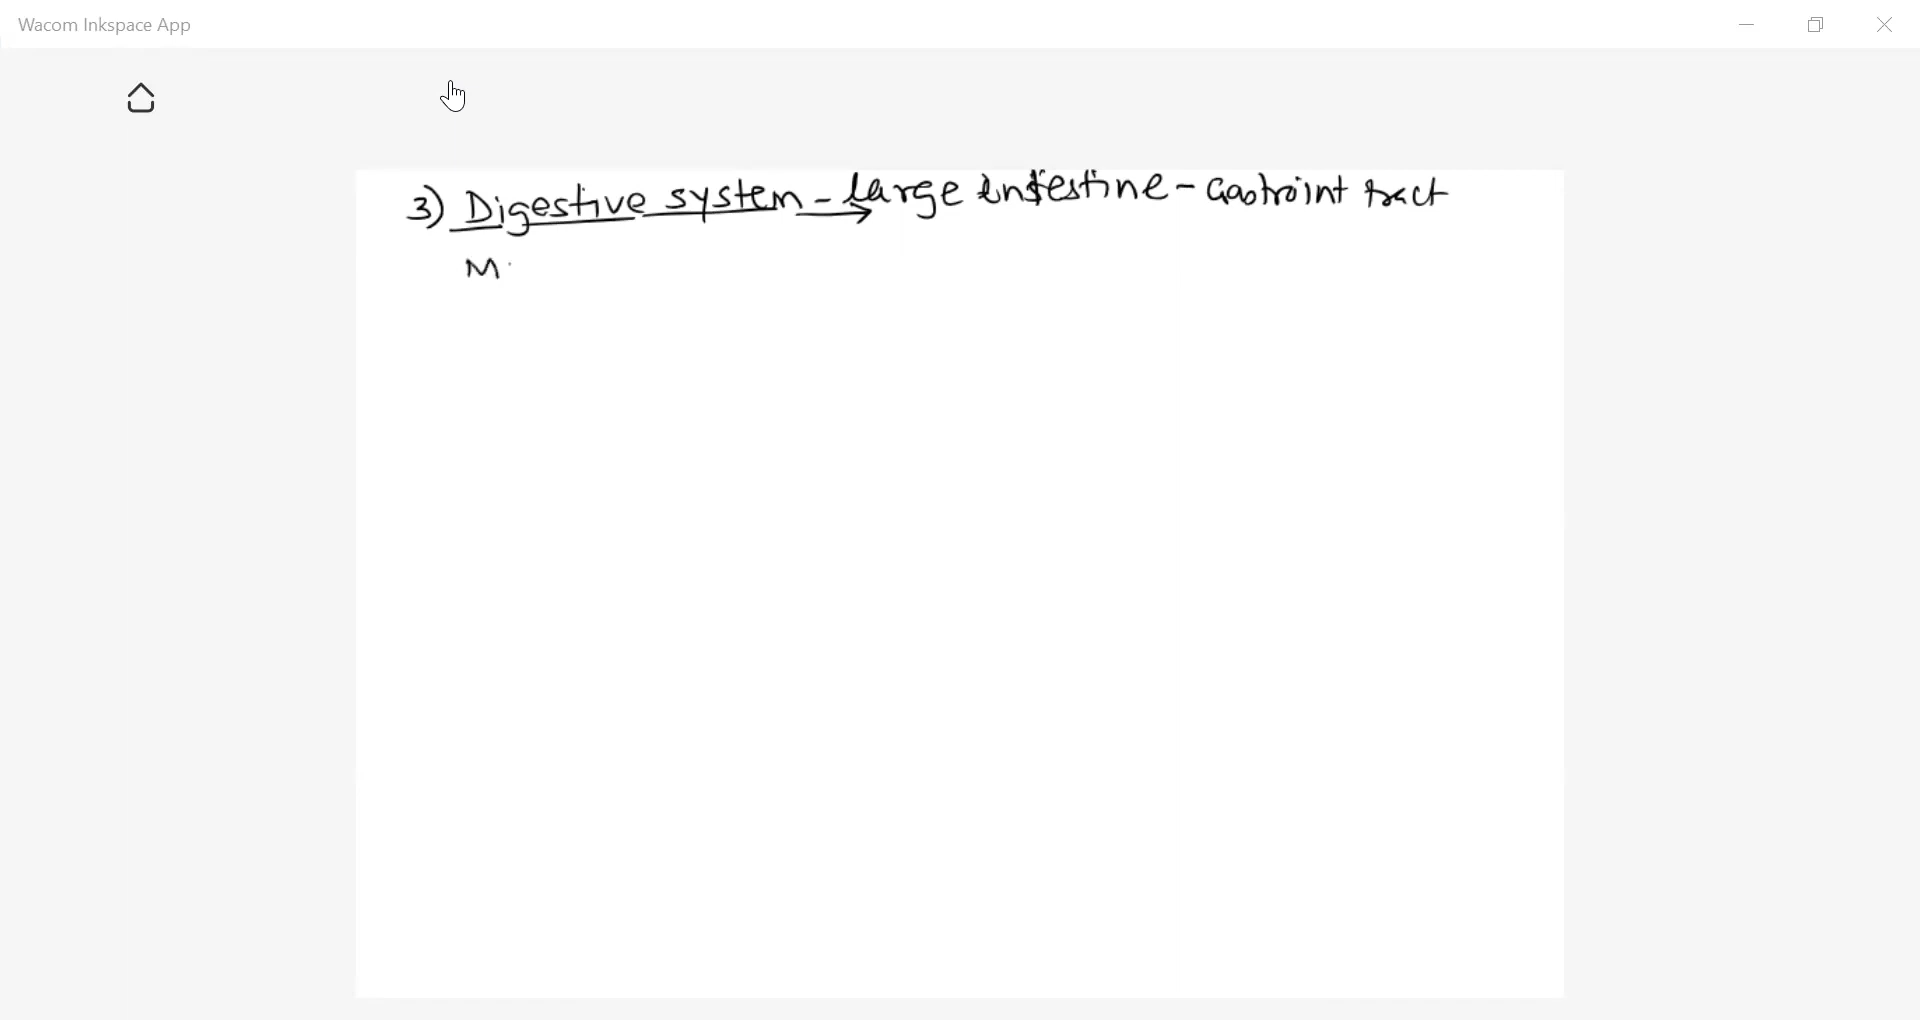 Wacom Inkspace App
3) Digestive system - large intestine - Gastroint tract
M